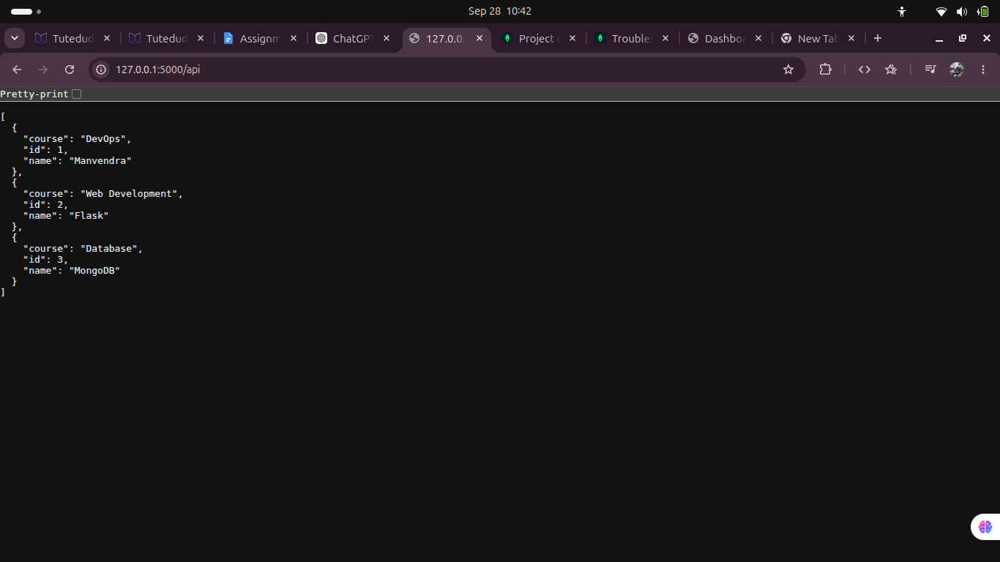 Sep 28 10:42
Tutedud
Tutedud
Assignm
ChatGPT
127.0.0.
Project
Troubles
Dashboa
New Tab
127.0.0.1:5000/api
Pretty-print
[
  {
    "course": "DevOps",
    "id": 1,
    "name": "Manvendra"
  },
  {
    "course": "Web Development",
    "id": 2,
    "name": "Flask"
  },
  {
    "course": "Database",
    "id": 3,
    "name": "MongoDB"
  }
]